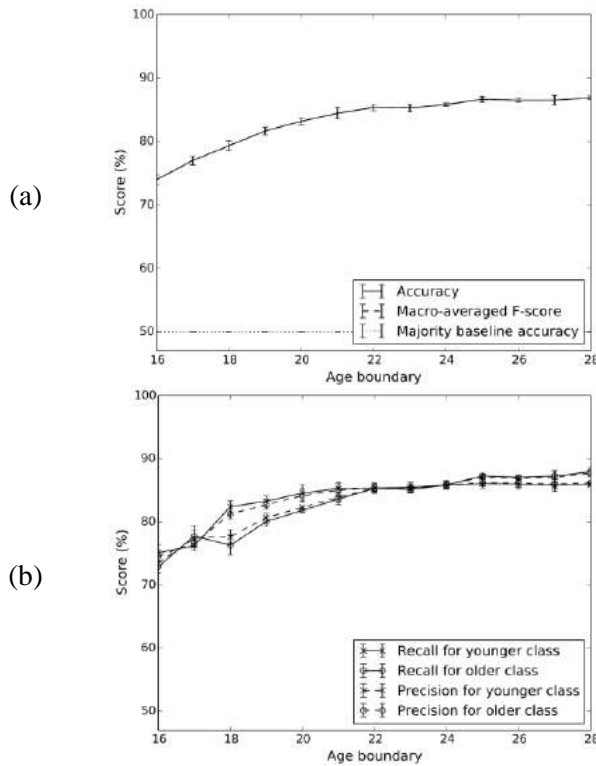 (a)
100
90
80
70
60
50
Score (%)
Accuracy
Macro-averaged F-score
Majority baseline accuracy
16 18 20 22 24 26 28
Age boundary
(b)
100
90
80
70
60
50
Score (%)
Recall for younger class
Recall for older class
Precision for younger class
Precision for older class
16 18 20 22 24 26 28
Age boundary